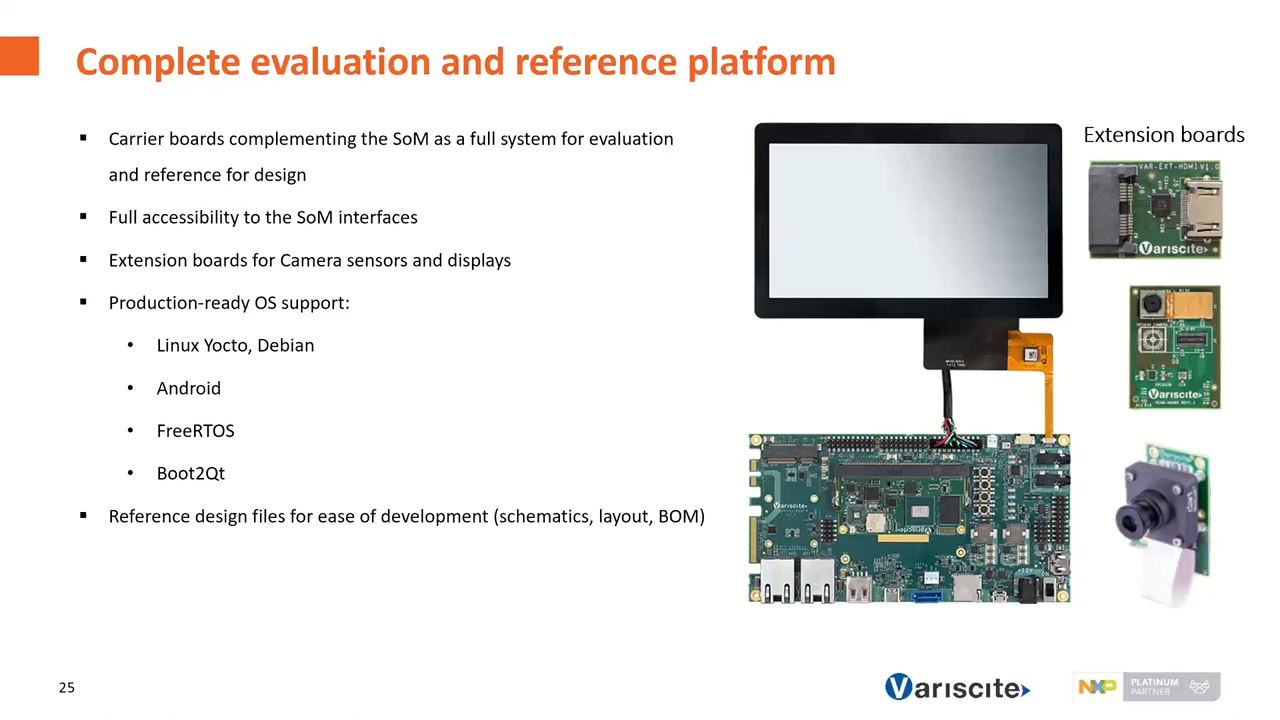 Complete evaluation and reference platform
Carrier boards complementing the SoM as a full system for evaluation
and reference for design
Full accessibility to the SoM interfaces
Extension boards for Camera sensors and displays
Production-ready OS support:
Linux Yocto, Debian
Android
FreeRTOS
Boot2Qt
Reference design files for ease of development (schematics, layout, BOM)
Extension boards
VAR-EXT-HDMI V1.0
Variscite
Variscite
Variscite
25
Variscite
NXP
PLATINUM
PARTNER